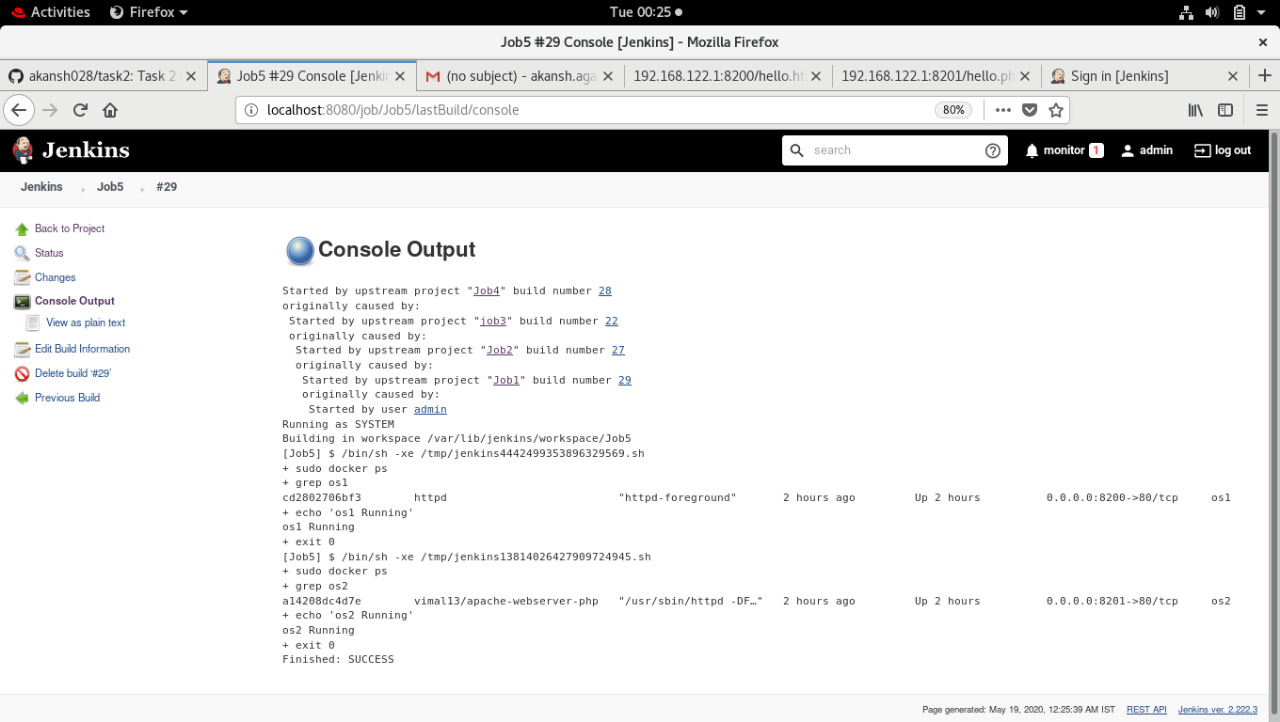 Activities Firefox Tue 00:25
Job5 #29 Console [Jenkins] - Mozilla Firefox
akansh028/task2: Task 2 Job5 #29 Console [Jenki (no subject) - akansh.aga 192.168.122.1:8200/hello.ht 192.168.122.1:8201/hello.ph Sign in [Jenkins]
localhost:8080/job/Job5/lastBuild/console 80%
Jenkins search monitor 1 admin log out
Jenkins Job5 #29
Back to Project
Status
Changes
Console Output
View as plain text
Edit Build Information
Delete build ‘#29’
Previous Build
Console Output
Started by upstream project "Job4" build number 28
originally caused by:
Started by upstream project "job3" build number 22
originally caused by:
Started by upstream project "Job2" build number 27
originally caused by:
Started by upstream project "Job1" build number 29
originally caused by:
Started by user admin
Running as SYSTEM
Building in workspace /var/lib/jenkins/workspace/Job5
[Job5] $ /bin/sh -xe /tmp/jenkins4442499353896329569.sh
+ sudo docker ps
+ grep os1
cd2802706bf3 httpd "httpd-foreground" 2 hours ago Up 2 hours 0.0.0.0:8200->80/tcp os1
+ echo 'os1 Running'
os1 Running
+ exit 0
[Job5] $ /bin/sh -xe /tmp/jenkins13814026427909724945.sh
+ sudo docker ps
+ grep os2
a14208dc4d7e vimal13/apache-webserver-php "/usr/sbin/httpd -DF…" 2 hours ago Up 2 hours 0.0.0.0:8201->80/tcp os2
+ echo 'os2 Running'
os2 Running
+ exit 0
Finished: SUCCESS
Page generated: May 19, 2020, 12:25:39 AM IST REST API Jenkins ver. 2.222.3